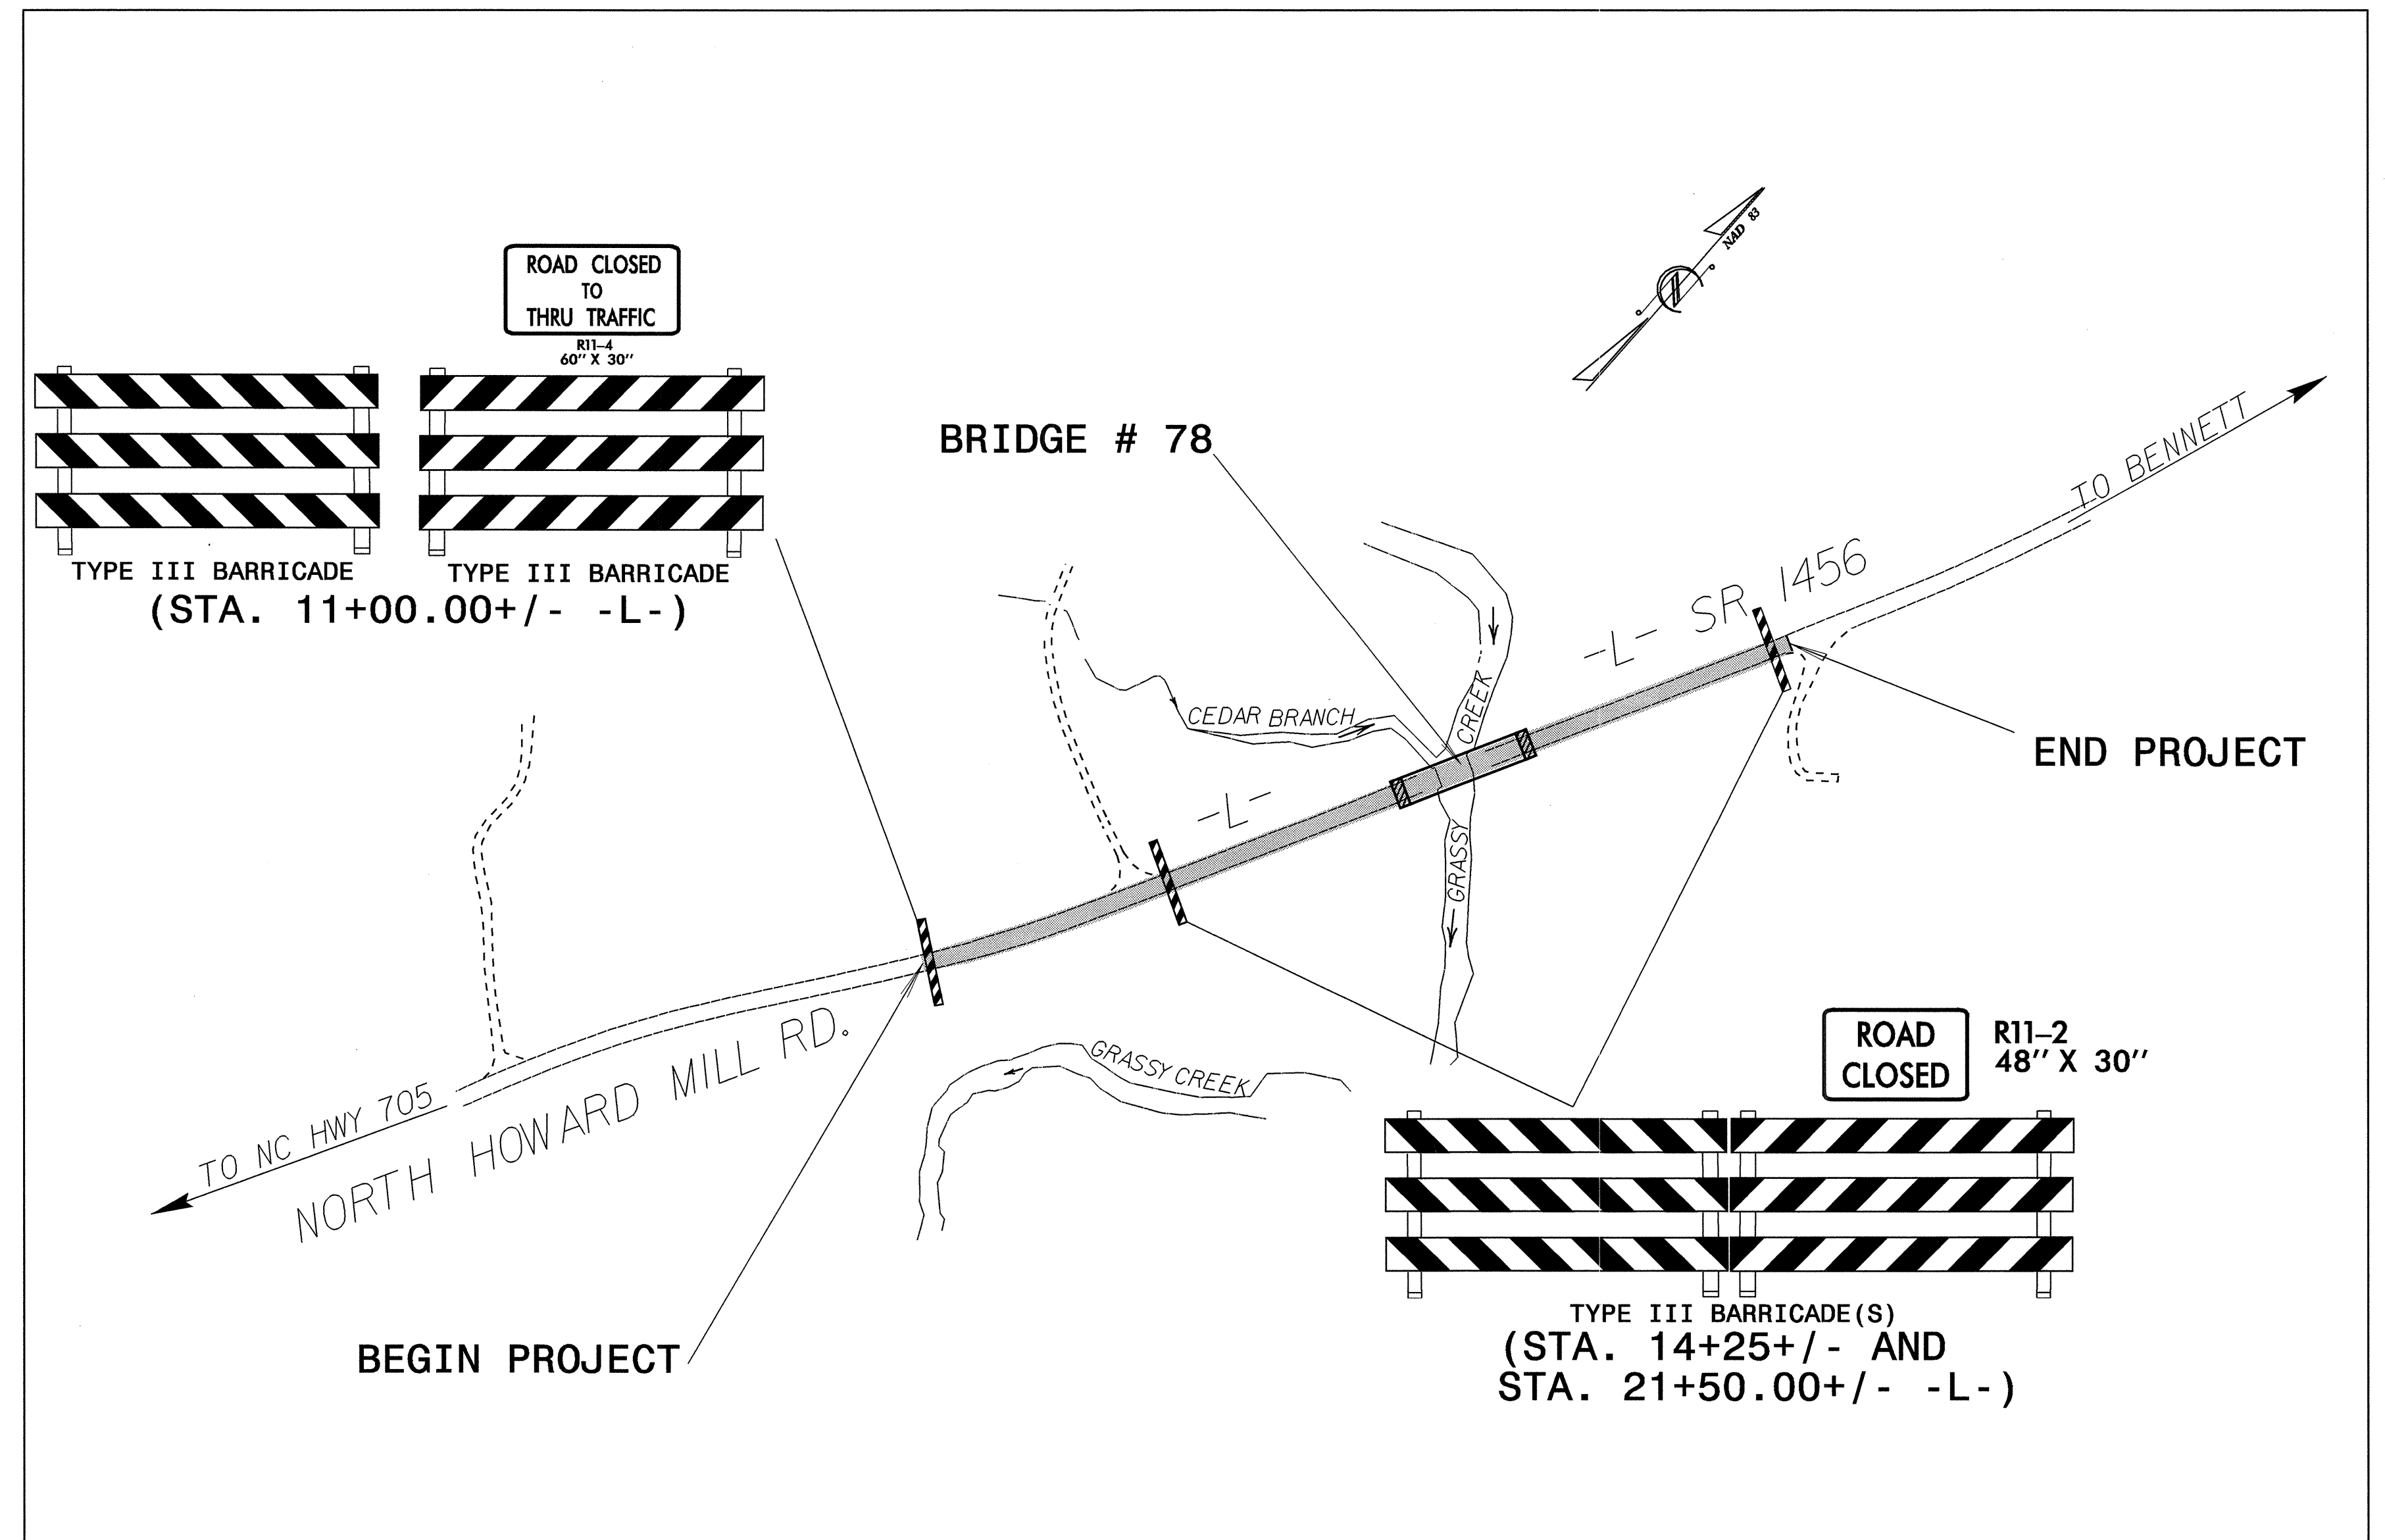 NAD 83
ROAD CLOSED
TO
THRU TRAFFIC
R11-4
60" X 30"
TYPE III BARRICADE
TYPE III BARRICADE
(STA. 11+00.00+/- -L-)
BRIDGE # 78
TO BENNETT
-L- SR 1456
CREEK
CEDAR BRANCH
END PROJECT
-L-
GRASSY
TO NC HWY 705
NORTH HOWARD MILL RD.
GRASSY CREEK
ROAD
CLOSED
R11-2
48" X 30"
BEGIN PROJECT
TYPE III BARRICADE(S)
(STA. 14+25+/- AND
STA. 21+50.00+/- -L-)